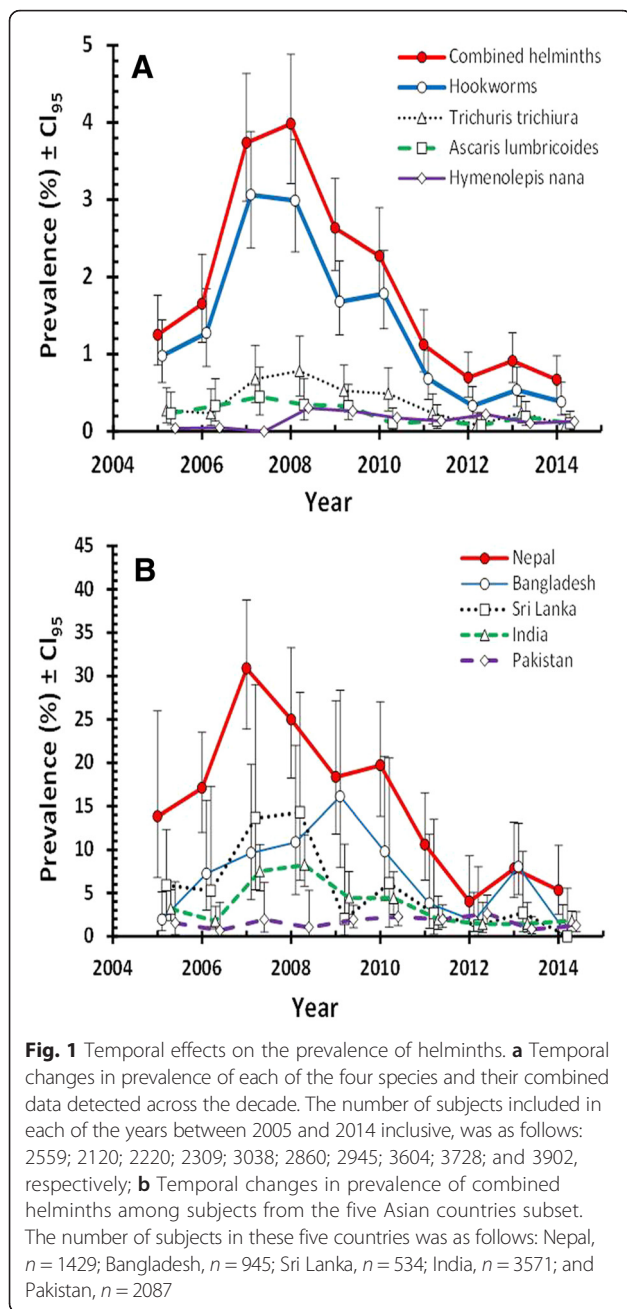 A
Combined helminths
Hookworms
Trichuris trichiura
Ascaris lumbricoides
Hymenolepis nana
Prevalence (%) ± CI95
5
4
3
2
1
0
2004 2006 2008 2010 2012 2014
Year
B
Nepal
Bangladesh
Sri Lanka
India
Pakistan
Prevalence (%) ± CI95
45
40
35
30
25
20
15
10
5
0
2004 2006 2008 2010 2012 2014
Year
Fig. 1 Temporal effects on the prevalence of helminths. a Temporal
changes in prevalence of each of the four species and their combined
data detected across the decade. The number of subjects included in
each of the years between 2005 and 2014 inclusive, was as follows:
2559; 2120; 2220; 2309; 3038; 2860; 2945; 3604; 3728; and 3902,
respectively; b Temporal changes in prevalence of combined
helminths among subjects from the five Asian countries subset.
The number of subjects in these five countries was as follows: Nepal,
n = 1429; Bangladesh, n = 945; Sri Lanka, n = 534; India, n = 3571; and
Pakistan, n = 2087